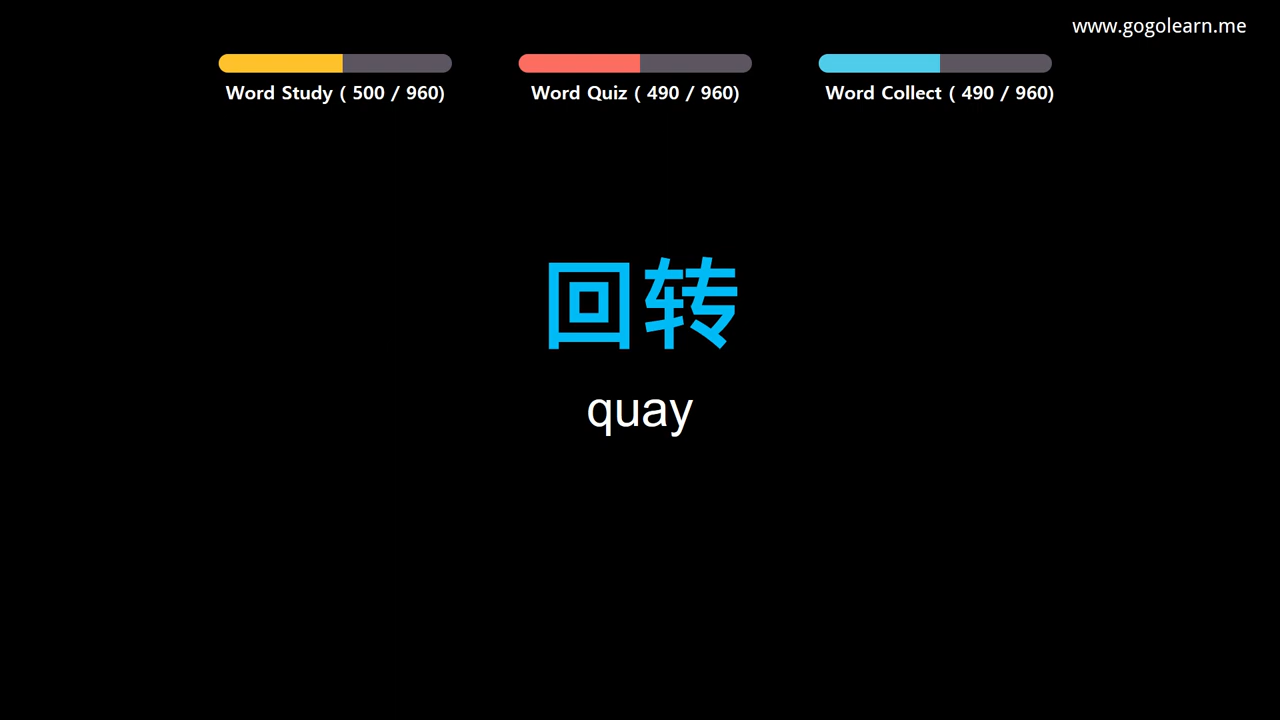 www.gogolearn.me
Word Study ( 500 / 960)
Word Quiz ( 490 / 960)
Word Collect ( 490 / 960)
回转
quay